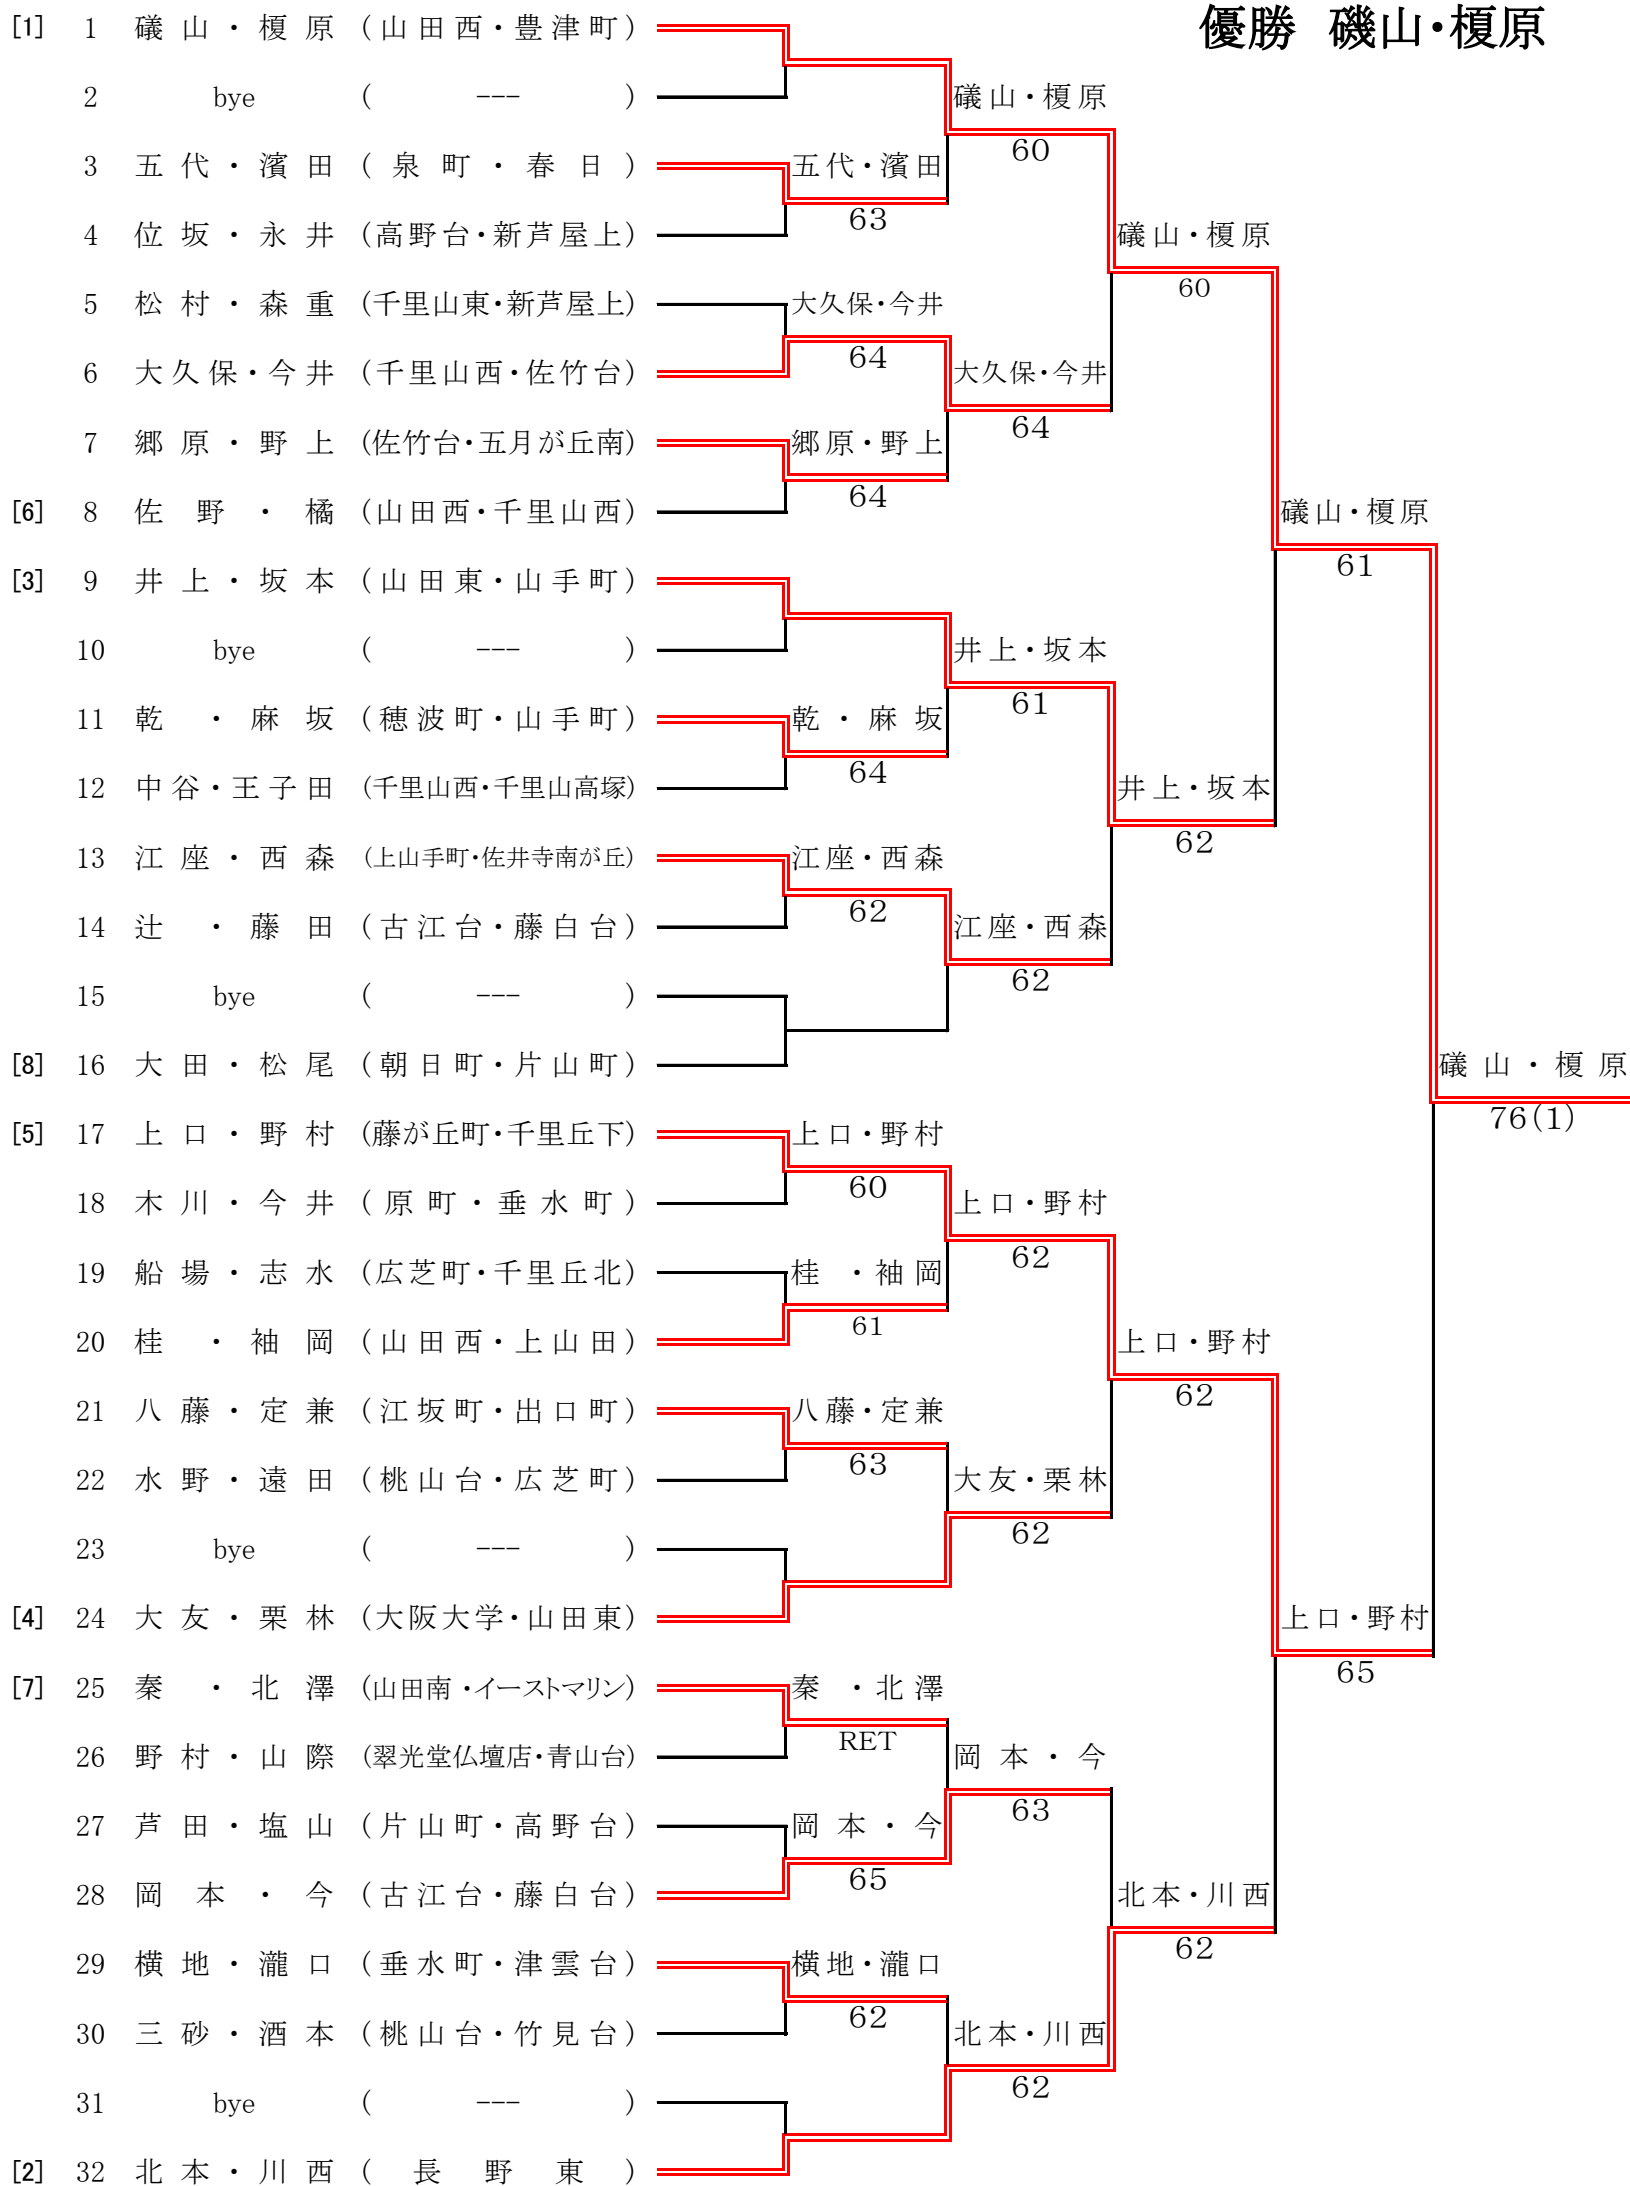 優勝 磯山・榎原
[1] 1 礒山・榎原 (山田西・豊津町)
2 bye ( --- )
礒山・榎原
60
3 五代・濱田 (泉町・春日)
五代・濱田
63
4 位坂・永井 (高野台・新芦屋上)
礒山・榎原
60
5 松村・森重 (千里山東・新芦屋上)
大久保・今井
64
6 大久保・今井 (千里山西・佐竹台)
大久保・今井
64
7 郷原・野上 (佐竹台・五月が丘南)
郷原・野上
64
[6] 8 佐野・橘 (山田西・千里山西)
礒山・榎原
61
[3] 9 井上・坂本 (山田東・山手町)
10 bye ( --- )
井上・坂本
61
11 乾・麻坂 (穂波町・山手町)
乾・麻坂
64
12 中谷・王子田 (千里山西・千里山高塚)
井上・坂本
62
13 江座・西森 (上山手町・佐井寺南が丘)
江座・西森
62
14 辻・藤田 (古江台・藤白台)
江座・西森
62
15 bye ( --- )
[8] 16 大田・松尾 (朝日町・片山町)
礒山・榎原
76(1)
[5] 17 上口・野村 (藤が丘町・千里丘下)
上口・野村
60
18 木川・今井 (原町・垂水町)
上口・野村
62
19 船場・志水 (広芝町・千里丘北)
桂・袖岡
61
20 桂・袖岡 (山田西・上山田)
上口・野村
62
21 八藤・定兼 (江坂町・出口町)
八藤・定兼
63
22 水野・遠田 (桃山台・広芝町)
大友・栗林
62
23 bye ( --- )
[4] 24 大友・栗林 (大阪大学・山田東)
上口・野村
65
[7] 25 秦・北澤 (山田南・イーストマリン)
秦・北澤
RET
26 野村・山際 (翠光堂仏壇店・青山台)
岡本・今
63
27 芦田・塩山 (片山町・高野台)
岡本・今
65
28 岡本・今 (古江台・藤白台)
北本・川西
62
29 横地・瀧口 (垂水町・津雲台)
横地・瀧口
62
30 三砂・酒本 (桃山台・竹見台)
北本・川西
62
31 bye ( --- )
[2] 32 北本・川西 (長野東)